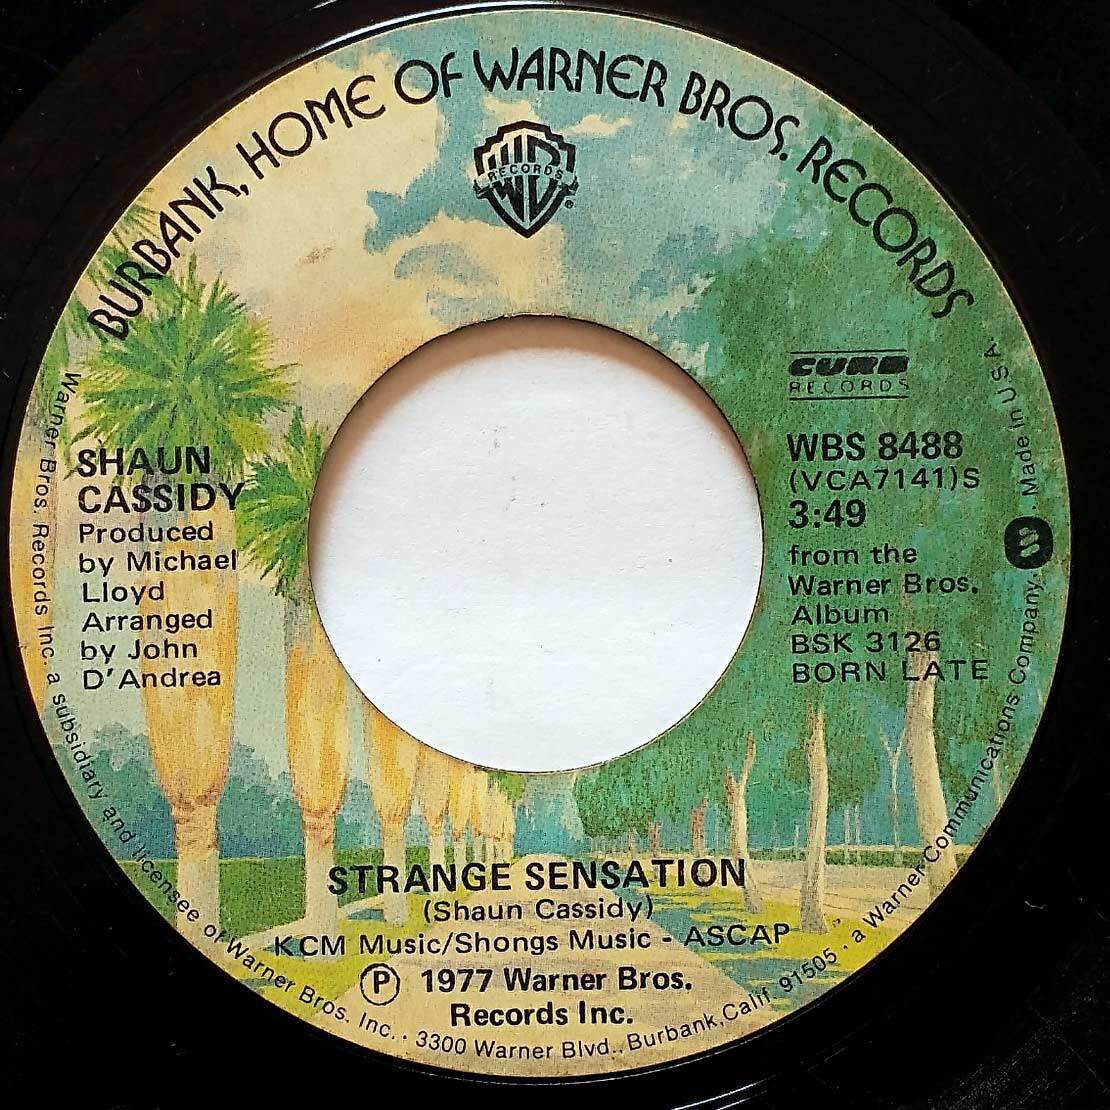 BURBANK, HOME OF WARNER BROS. RECORDS
WB
RECORDS
®
CURB
RECORDS
SHAUN
CASSIDY
Produced
by Michael
Lloyd
Arranged
by John
D'Andrea
WBS 8488
(VCA7141)S
3:49
from the
Warner Bros.
Album
BSK 3126
BORN LATE
STRANGE SENSATION
(Shaun Cassidy)
KCM Music/Shongs Music - ASCAP
Ⓟ 1977 Warner Bros.
Records Inc.
Warner Bros. Records Inc. a subsidiary and licensee of Warner Bros. Inc. · 3300 Warner Blvd., Burbank, Calif. 91505 · a Warner Communications Company · Made in U.S.A.